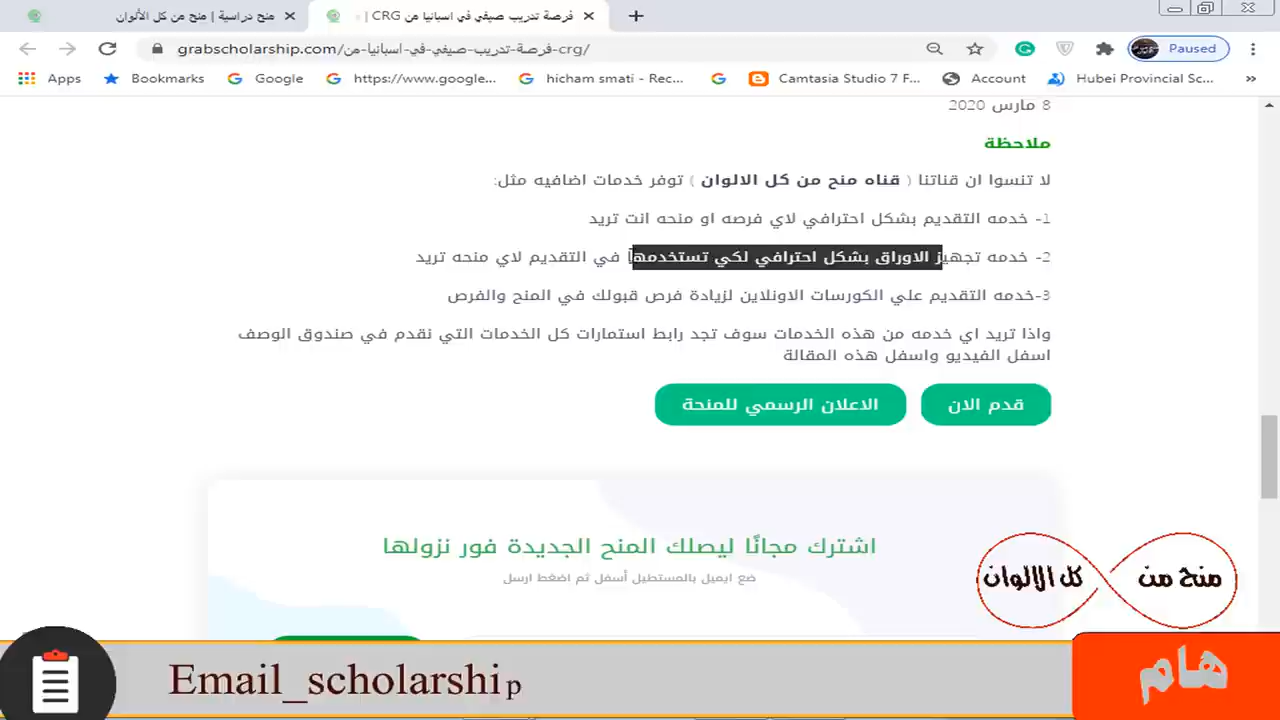 منح دراسية | منح من كل الألوان
فرصة تدريب صيفي في اسبانيا من CRG |
grabscholarship.com/فرصة-تدريب-صيفي-في-اسبانيا-من-crg/
Paused
Apps
Bookmarks
Google
https://www.google...
hicham smati - Rec...
Camtasia Studio 7 F...
Account
Hubei Provincial Sc...
»
8 مارس 2020
ملاحظة
لا تنسوا ان قناتنا ( قناه منح من كل الالوان ) توفر خدمات اضافيه مثل:
1- خدمه التقديم بشكل احترافي لاي فرصه او منحه انت تريد
2- خدمه تجهيز الاوراق بشكل احترافي لكي تستخدمها في التقديم لاي منحه تريد
3-خدمه التقديم علي الكورسات الاونلاين لزيادة فرص قبولك في المنح والفرص
واذا تريد اي خدمه من هذه الخدمات سوف تجد رابط استمارات كل الخدمات التي نقدم في صندوق الوصف
اسفل الفيديو واسفل هذه المقالة
قدم الان
الاعلان الرسمي للمنحة
اشترك مجانًا ليصلك المنح الجديدة فور نزولها
ضع ايميل بالمستطيل أسفل ثم اضغط ارسل
منح من كل الالوان
Email_scholarship
هام